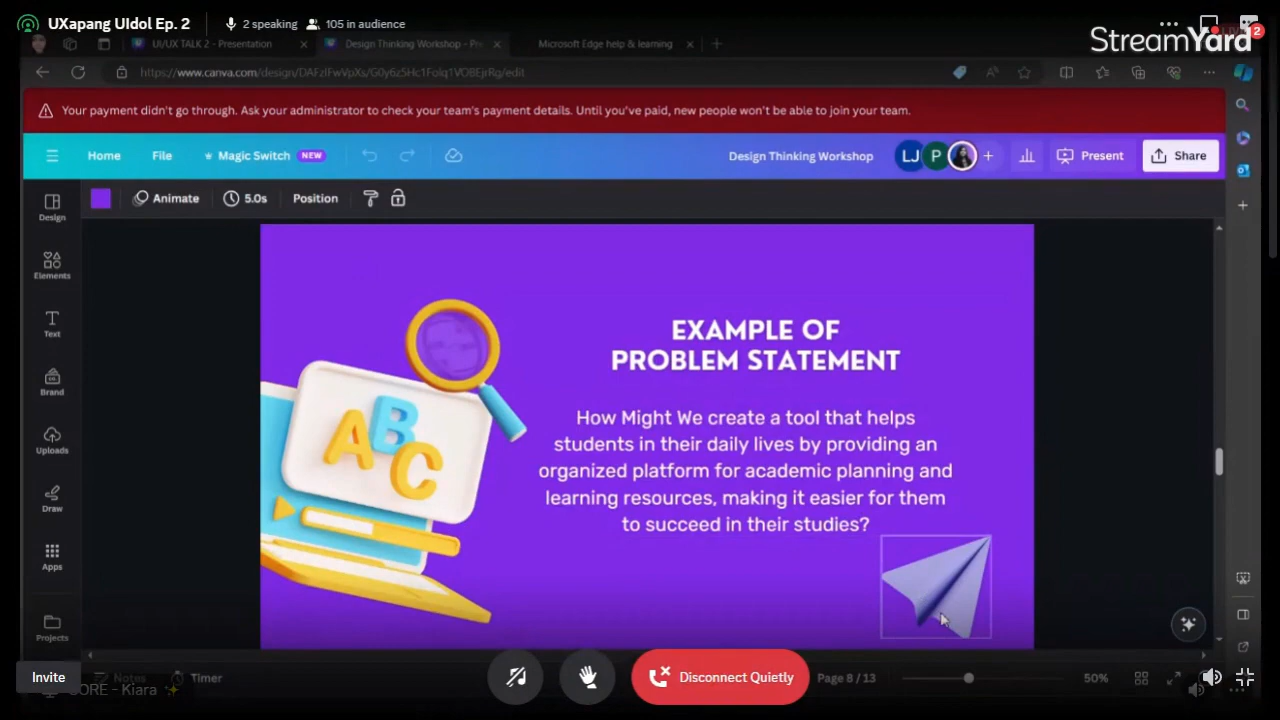 UXapang UIdol Ep. 2
2 speaking
105 in audience
StreamYard
2
UI/UX TALK 2 - Presentation
Design Thinking Workshop - Pr
Microsoft Edge help & learning
Your payment didn't go through. Ask your administrator to check your team's payment details. Until you've paid, new people won't be able to join your team.
Home
File
Magic Switch
NEW
Design Thinking Workshop
LJ
P
Present
Share
Design
Animate
5.0s
Position
Elements
Text
Brand
Uploads
Draw
Apps
Projects
EXAMPLE OF
PROBLEM STATEMENT
How Might We create a tool that helps
students in their daily lives by providing an
organized platform for academic planning and
learning resources, making it easier for them
to succeed in their studies?
A
B
C
Invite
Notes
Timer
Disconnect Quietly
Page 8 / 13
50%
CORE - Kiara